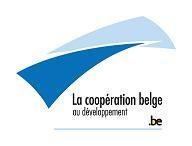 La coopération belge
au développement
.be